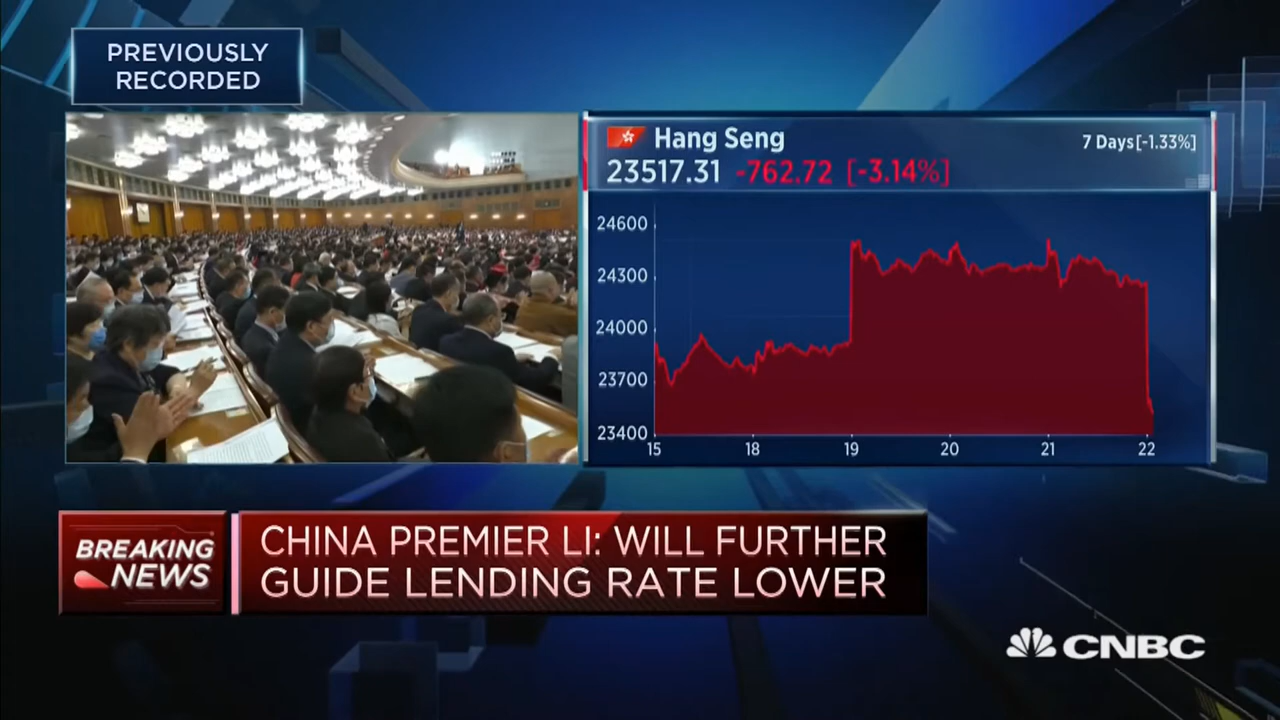 PREVIOUSLY
RECORDED
Hang Seng
7 Days[-1.33%]
23517.31 -762.72 [-3.14%]
24600
24300
24000
23700
23400
15 18 19 20 21 22
BREAKING
NEWS
CHINA PREMIER LI: WILL FURTHER
GUIDE LENDING RATE LOWER
CNBC